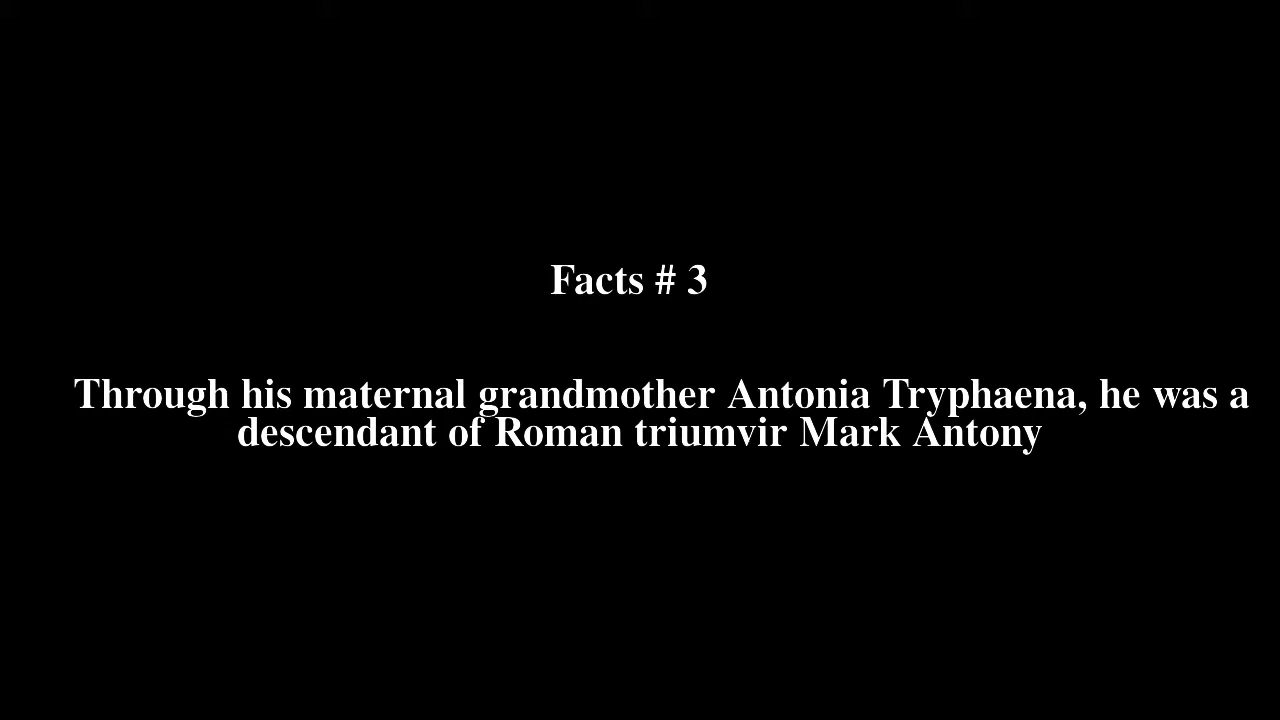 Facts # 3
Through his maternal grandmother Antonia Tryphaena, he was a
descendant of Roman triumvir Mark Antony